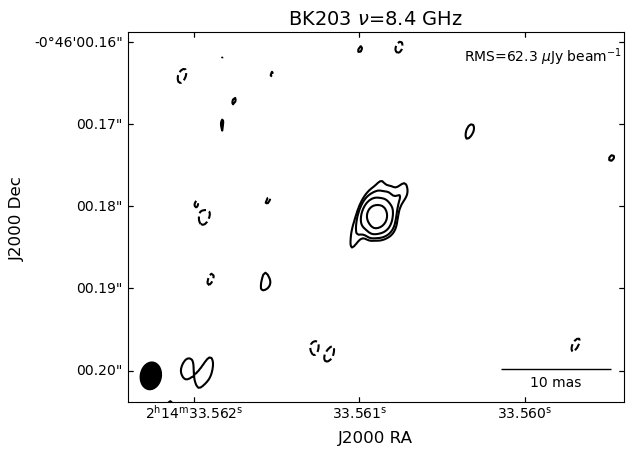 BK203 ν=8.4 GHz
-0°46'00.16"
RMS=62.3 μJy beam⁻¹
00.17"
00.18"
J2000 Dec
00.19"
00.20"
10 mas
2ʰ14ᵐ33.562ˢ 33.561ˢ 33.560ˢ
J2000 RA